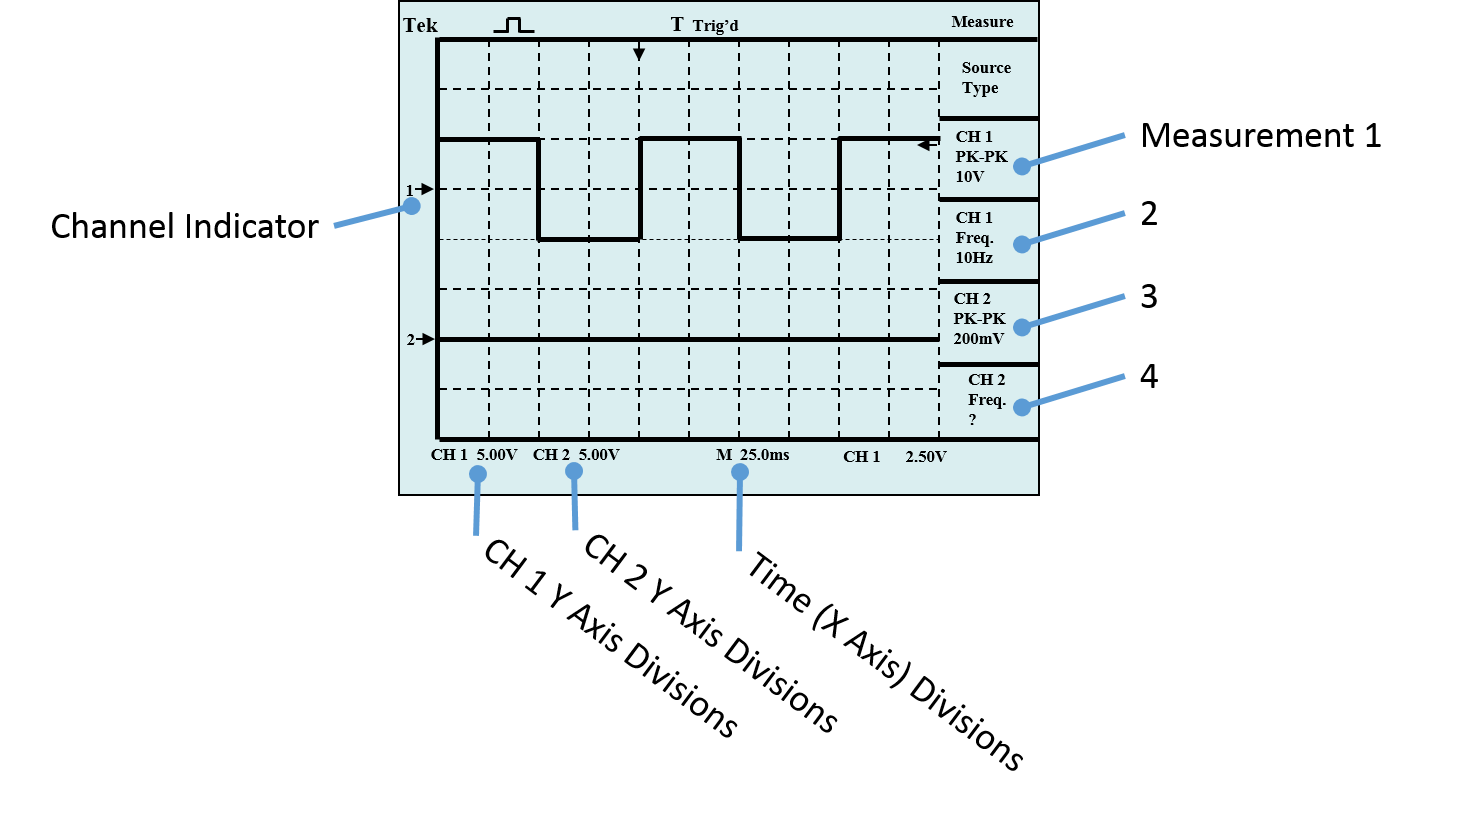 Tek
T Trig’d
Measure
Source
Type
CH 1
PK-PK
10V
Measurement 1
1
CH 1
Freq.
10Hz
2
Channel Indicator
CH 2
PK-PK
200mV
3
2
CH 2
Freq.
?
4
CH 1 5.00V
CH 2 5.00V
M 25.0ms
CH 1 2.50V
CH 1 Y Axis Divisions
CH 2 Y Axis Divisions
Time (X Axis) Divisions